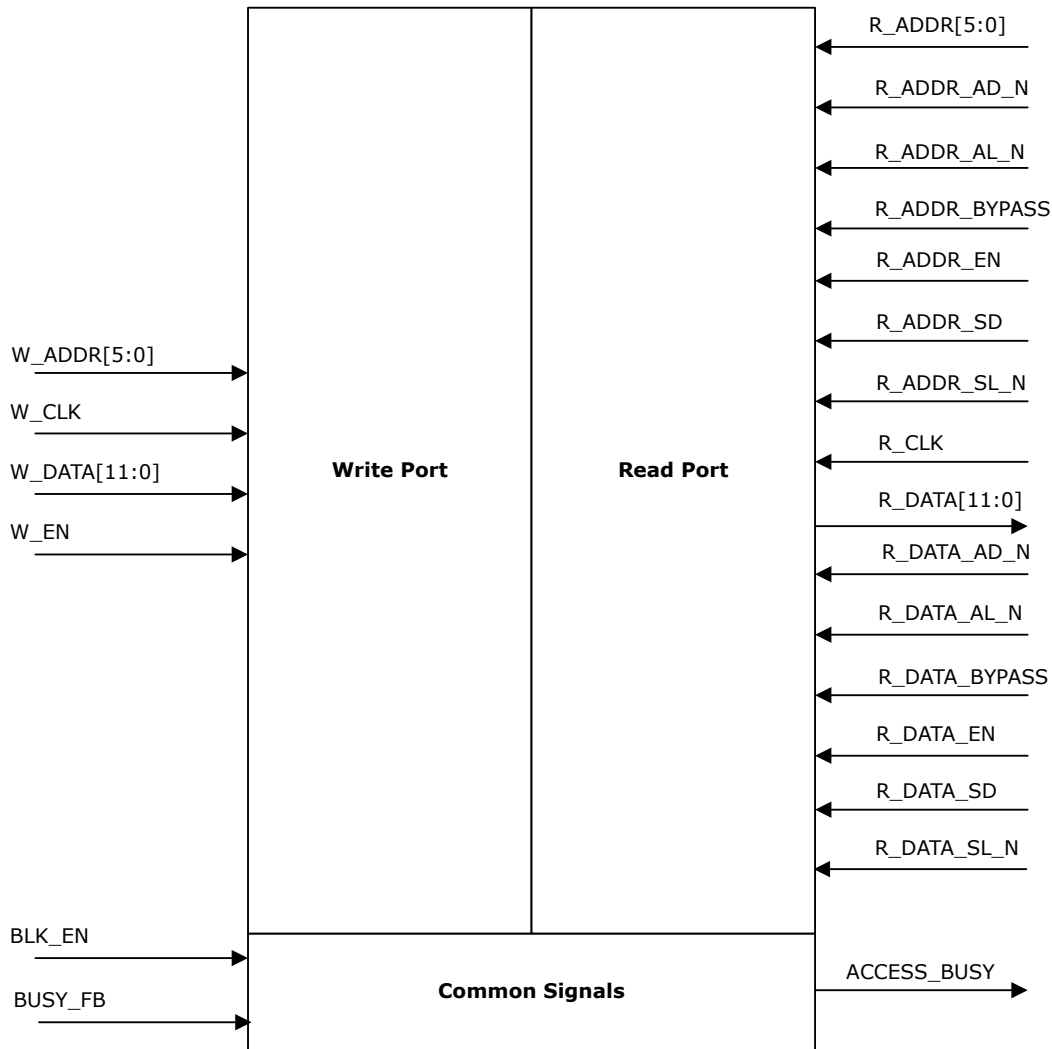 R_ADDR[5:0]
R_ADDR_AD_N
R_ADDR_AL_N
R_ADDR_BYPASS
R_ADDR_EN
R_ADDR_SD
W_ADDR[5:0]
R_ADDR_SL_N
W_CLK
R_CLK
W_DATA[11:0]
Write Port
Read Port
R_DATA[11:0]
W_EN
R_DATA_AD_N
R_DATA_AL_N
R_DATA_BYPASS
R_DATA_EN
R_DATA_SD
R_DATA_SL_N
BLK_EN
ACCESS_BUSY
Common Signals
BUSY_FB